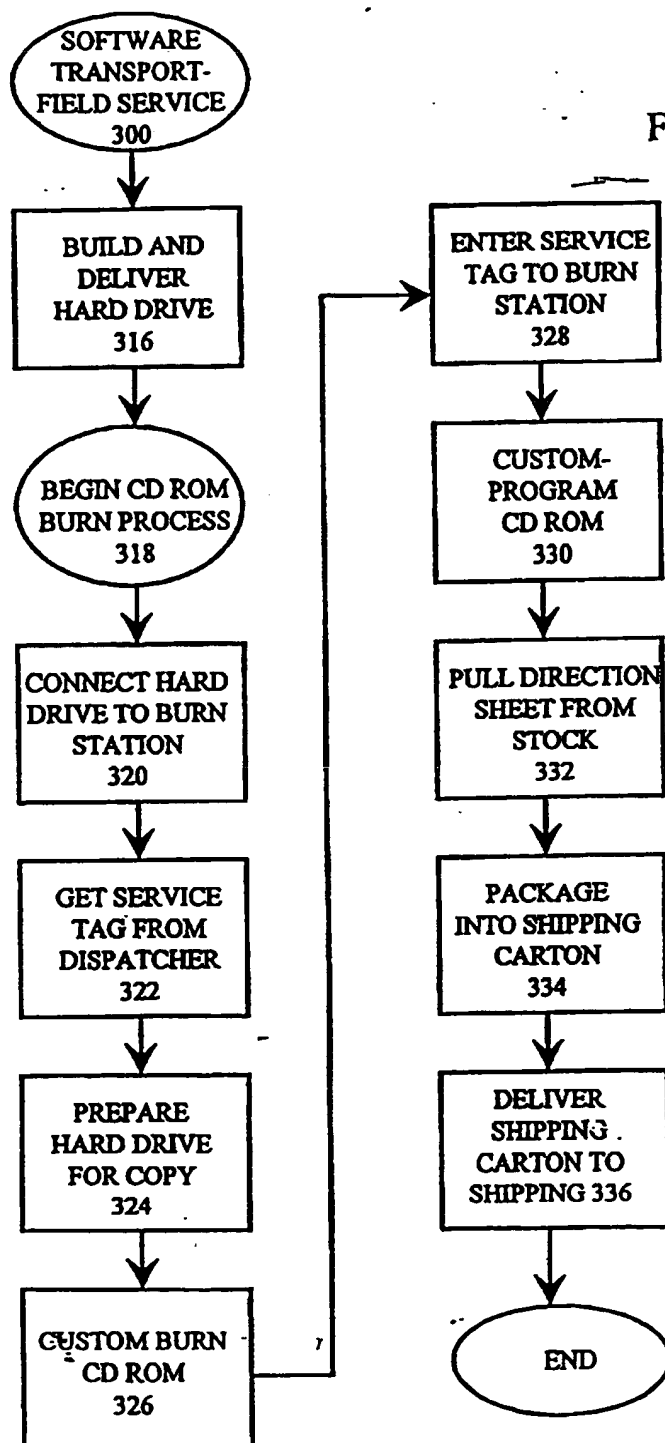 SOFTWARE
TRANSPORT-
FIELD SERVICE
300
BUILD AND
DELIVER
HARD DRIVE
316
BEGIN CD ROM
BURN PROCESS
318
CONNECT HARD
DRIVE TO BURN
STATION
320
GET SERVICE
TAG FROM
DISPATCHER
322
PREPARE
HARD DRIVE
FOR COPY
324
CUSTOM BURN
CD ROM
326
F
ENTER SERVICE
TAG TO BURN
STATION
328
CUSTOM-
PROGRAM
CD ROM
330
PULL DIRECTION
SHEET FROM
STOCK
332
PACKAGE
INTO SHIPPING
CARTON
334
DELIVER
SHIPPING
CARTON TO
SHIPPING 336
END